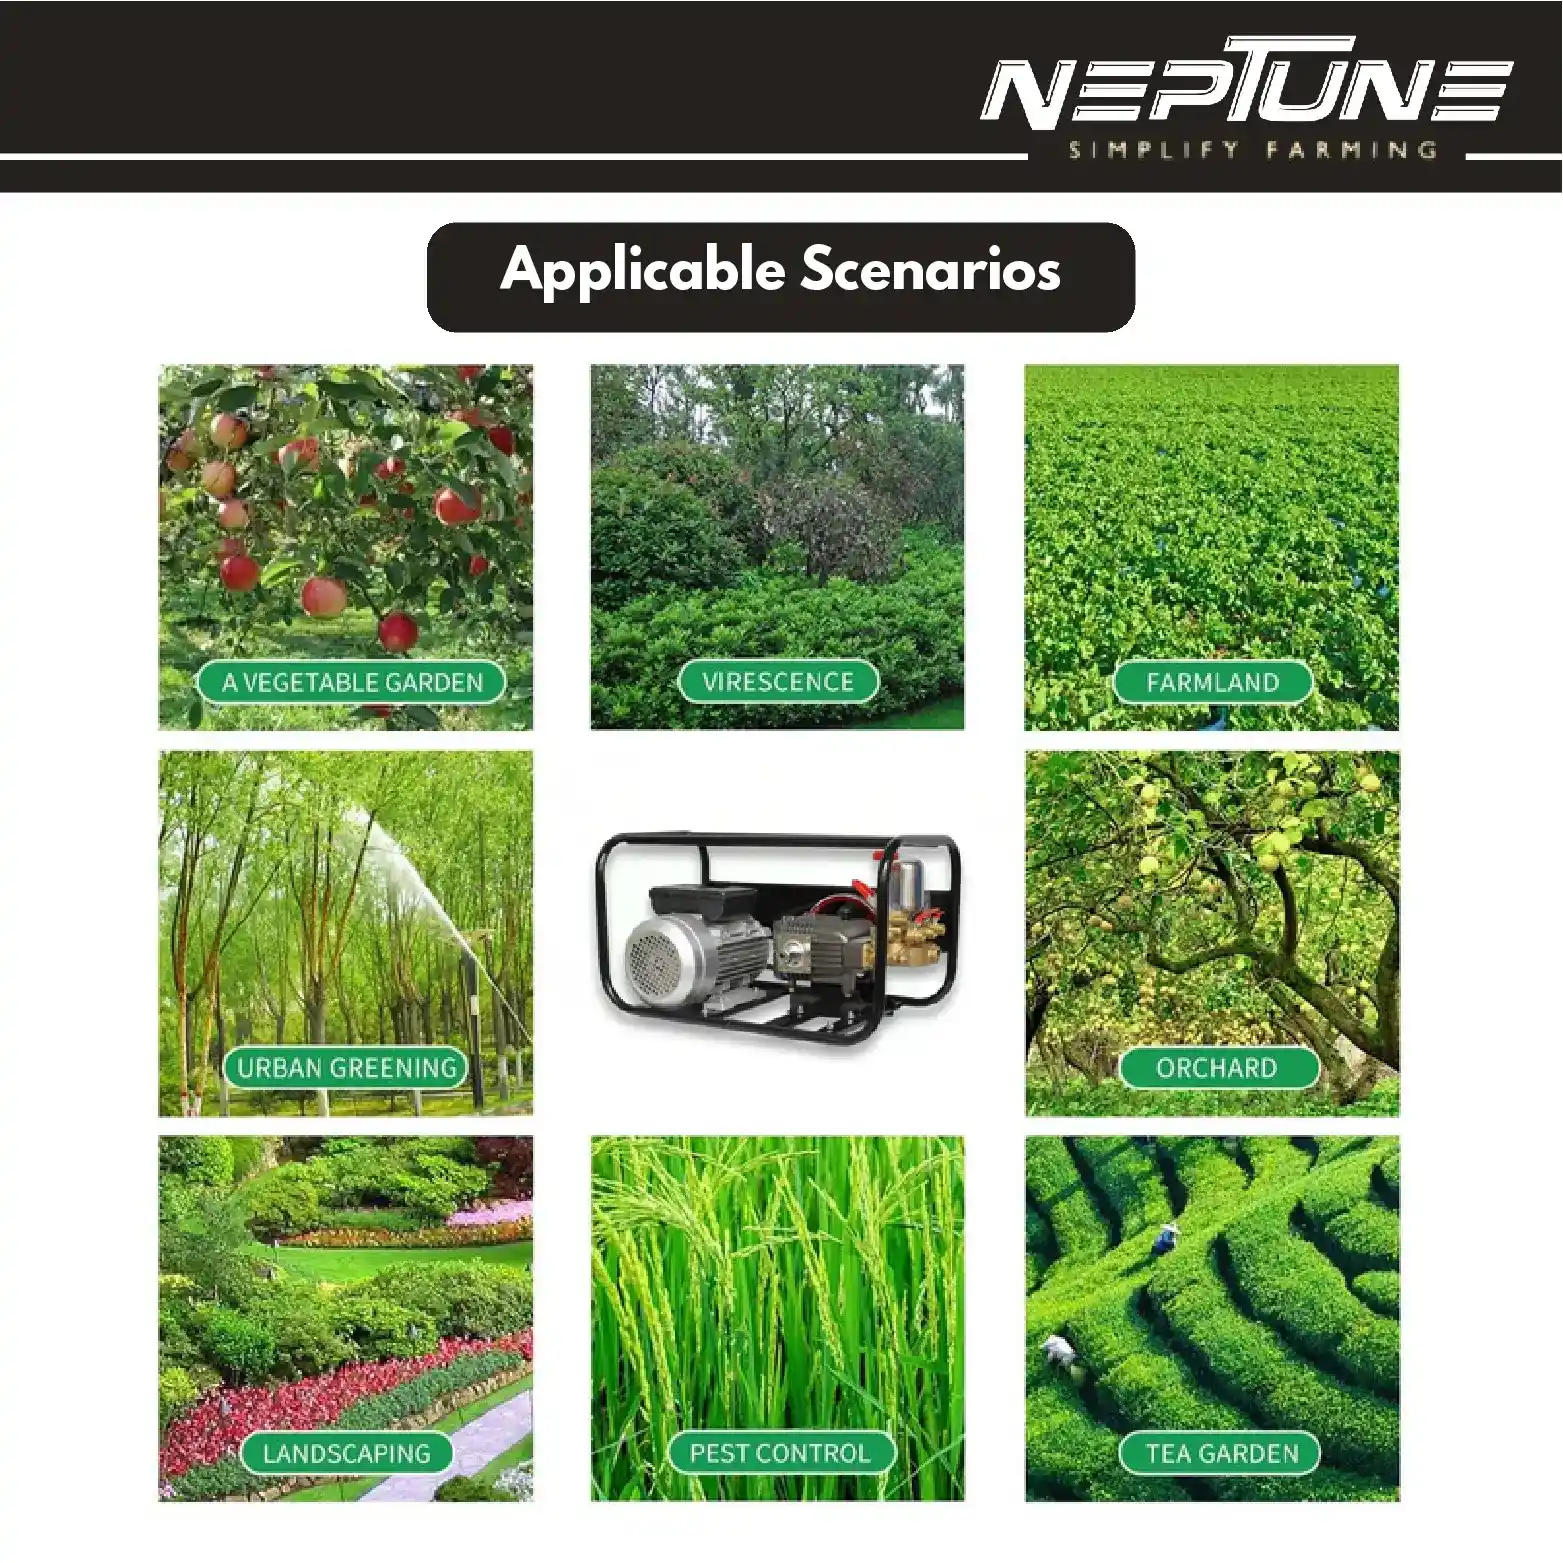 NEPTUNE
SIMPLIFY FARMING
Applicable Scenarios
A VEGETABLE GARDEN
VIRESCENCE
FARMLAND
URBAN GREENING
ORCHARD
LANDSCAPING
PEST CONTROL
TEA GARDEN